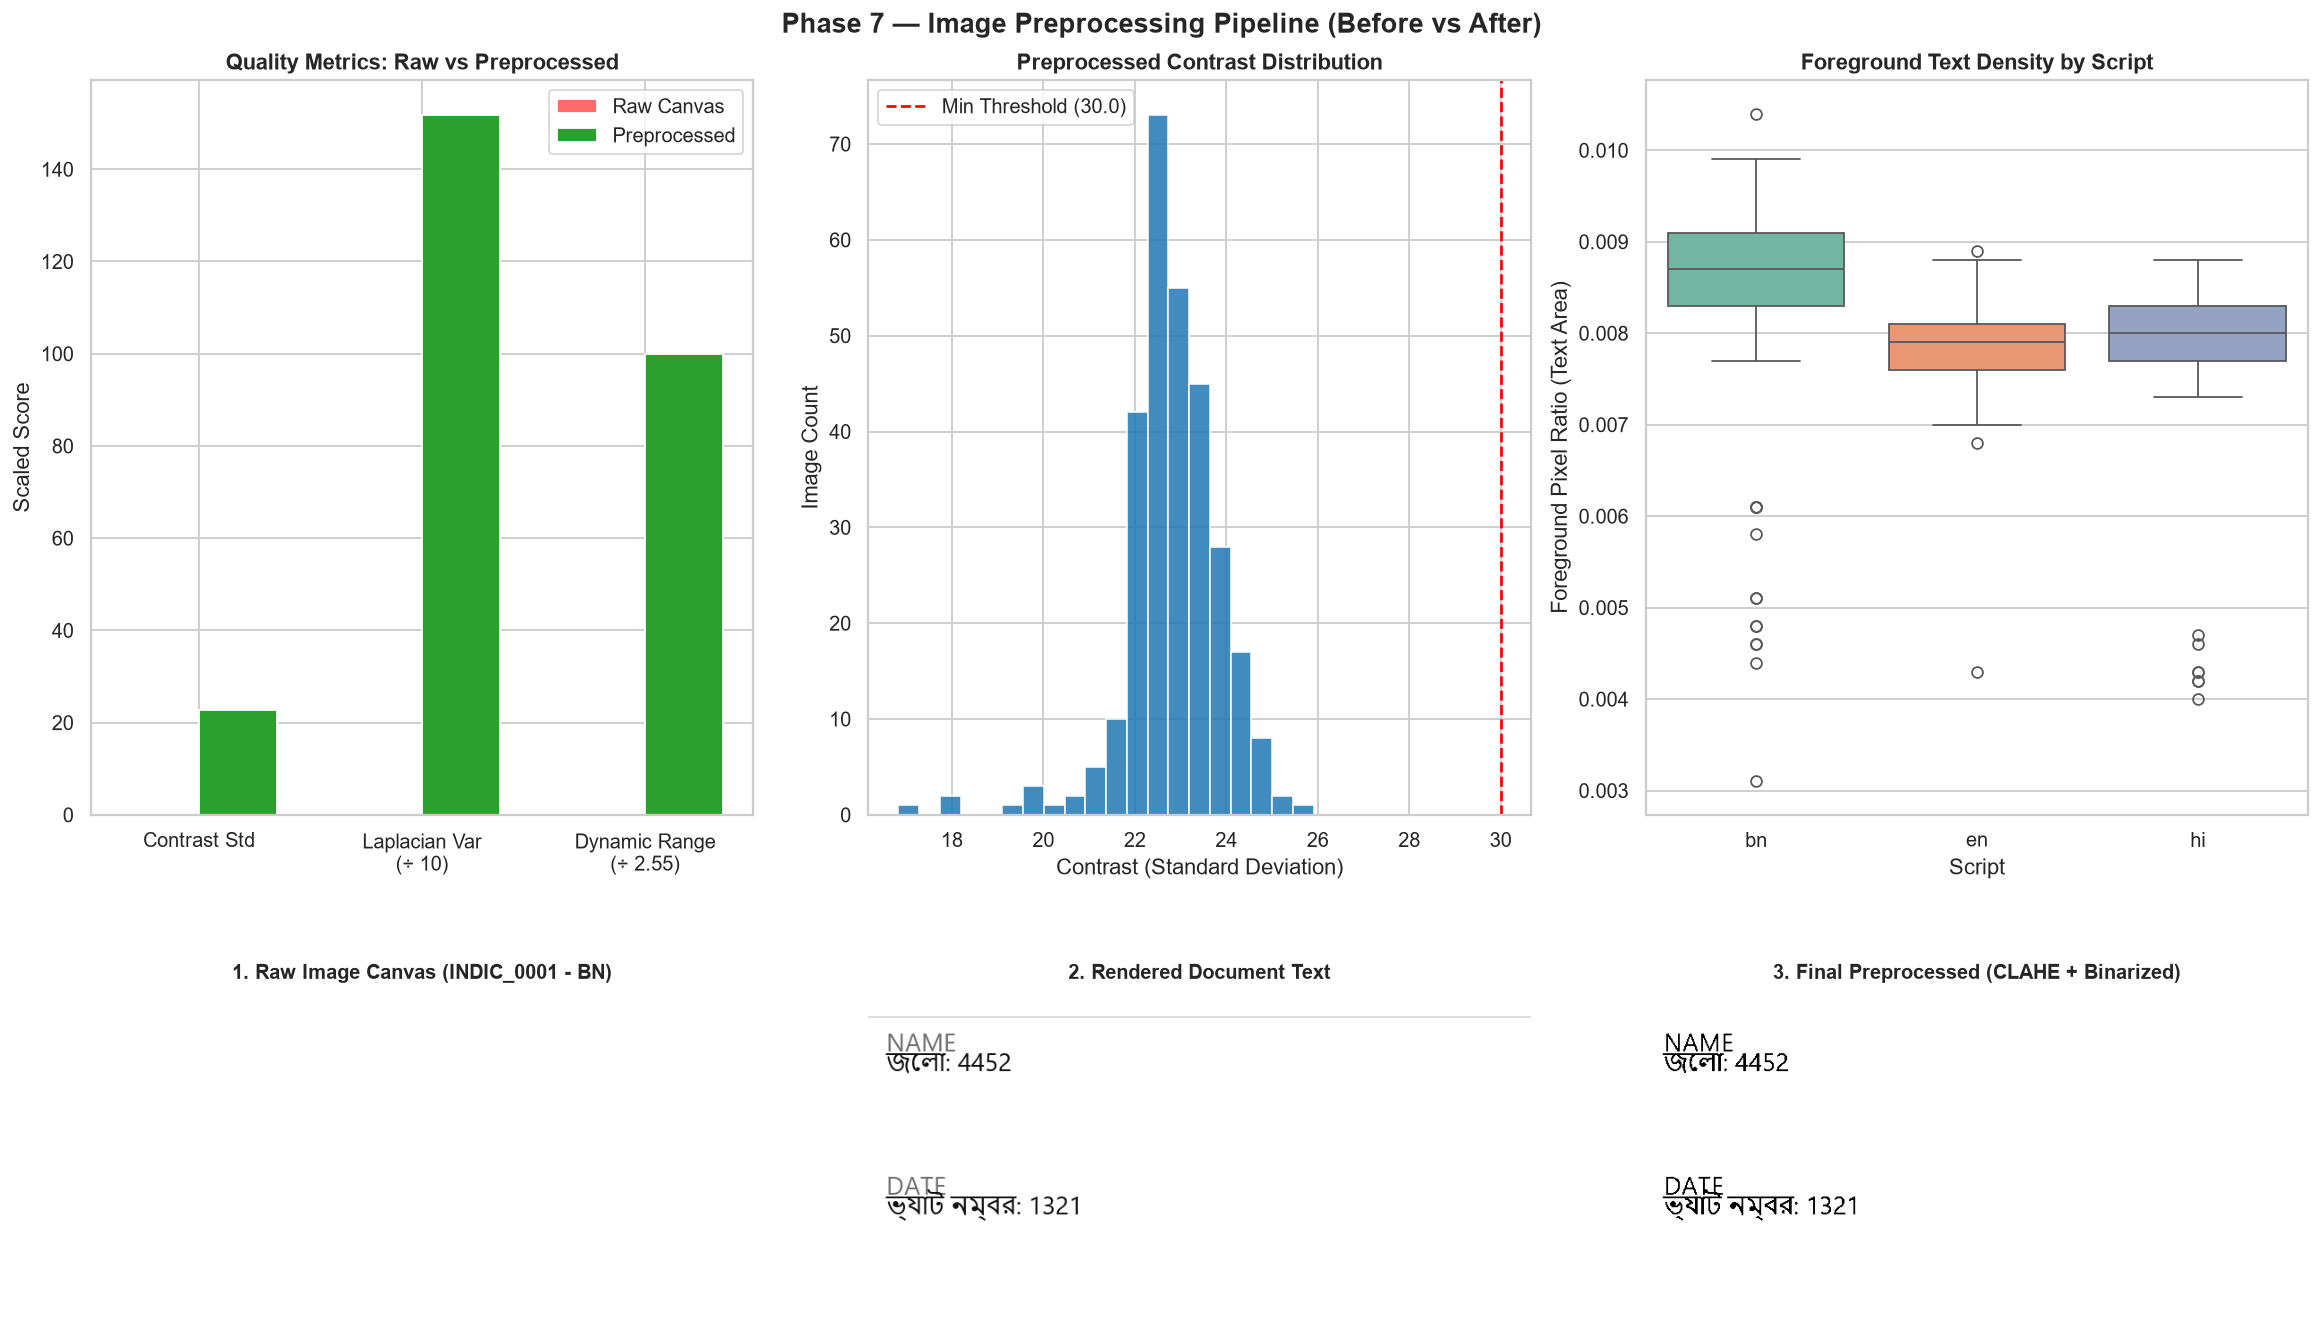 Phase 7 — Image Preprocessing Pipeline (Before vs After)
Quality Metrics: Raw vs Preprocessed
Raw Canvas
Preprocessed
Scaled Score
140
120
100
80
60
40
20
0
Contrast Std
Laplacian Var
(÷ 10)
Dynamic Range
(÷ 2.55)
Preprocessed Contrast Distribution
Min Threshold (30.0)
Image Count
70
60
50
40
30
20
10
0
18 20 22 24 26 28 30
Contrast (Standard Deviation)
Foreground Text Density by Script
Foreground Pixel Ratio (Text Area)
0.010
0.009
0.008
0.007
0.006
0.005
0.004
0.003
bn en hi
Script
1. Raw Image Canvas (INDIC_0001 - BN)
2. Rendered Document Text
NAME
জলো: 4452
DATE
ভ্যাট নম্বর: 1321
3. Final Preprocessed (CLAHE + Binarized)
NAME
জলো: 4452
DATE
ভ্যাট নম্বর: 1321